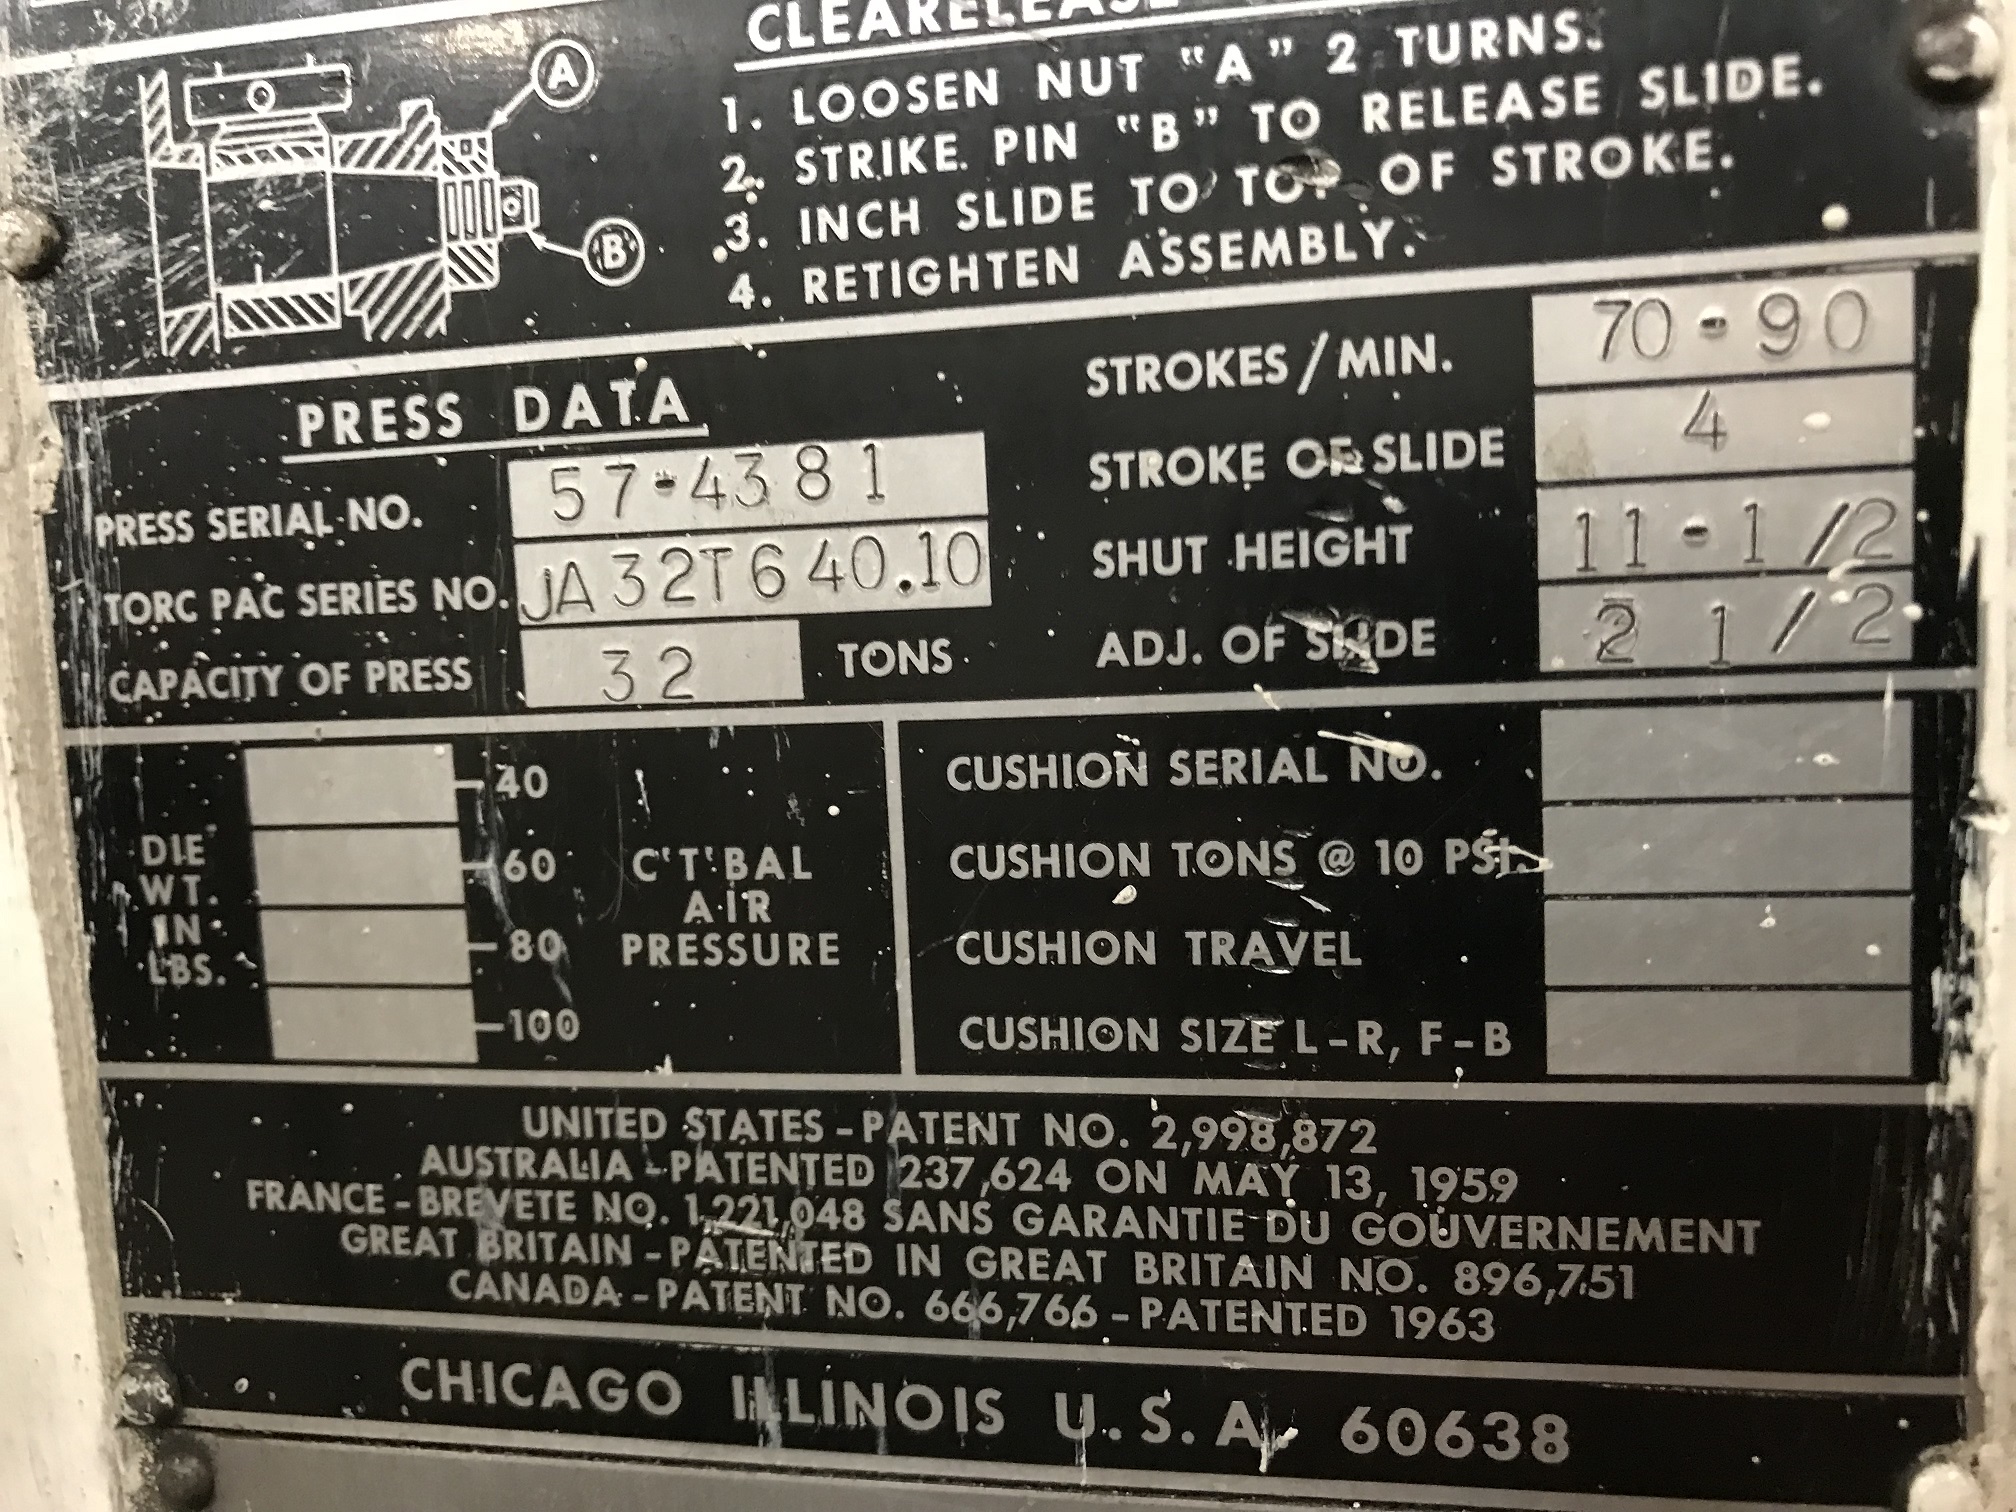 CLEARELEASE
1. LOOSEN NUT "A" 2 TURNS.
2. STRIKE PIN "B" TO RELEASE SLIDE.
3. INCH SLIDE TO TOP OF STROKE.
4. RETIGHTEN ASSEMBLY.
A
B
PRESS DATA
PRESS SERIAL NO. 57-4381
TORC PAC SERIES NO. JA32T640.10
CAPACITY OF PRESS 32 TONS
STROKES/MIN. 70-90
STROKE OF SLIDE 4
SHUT HEIGHT 11-1/2
ADJ. OF SLIDE 2 1/2
DIE
WT.
IN
LBS.
40
60
80
100
C'T'BAL
AIR
PRESSURE
CUSHION SERIAL NO.
CUSHION TONS @ 10 PSI.
CUSHION TRAVEL
CUSHION SIZE L-R, F-B
UNITED STATES - PATENT NO. 2,998,872
AUSTRALIA - PATENTED 237,624 ON MAY 13, 1959
FRANCE - BREVETE NO. 1,221,048 SANS GARANTIE DU GOUVERNEMENT
GREAT BRITAIN - PATENTED IN GREAT BRITAIN NO. 896,751
CANADA - PATENT NO. 666,766 - PATENTED 1963
CHICAGO ILLINOIS U.S.A. 60638